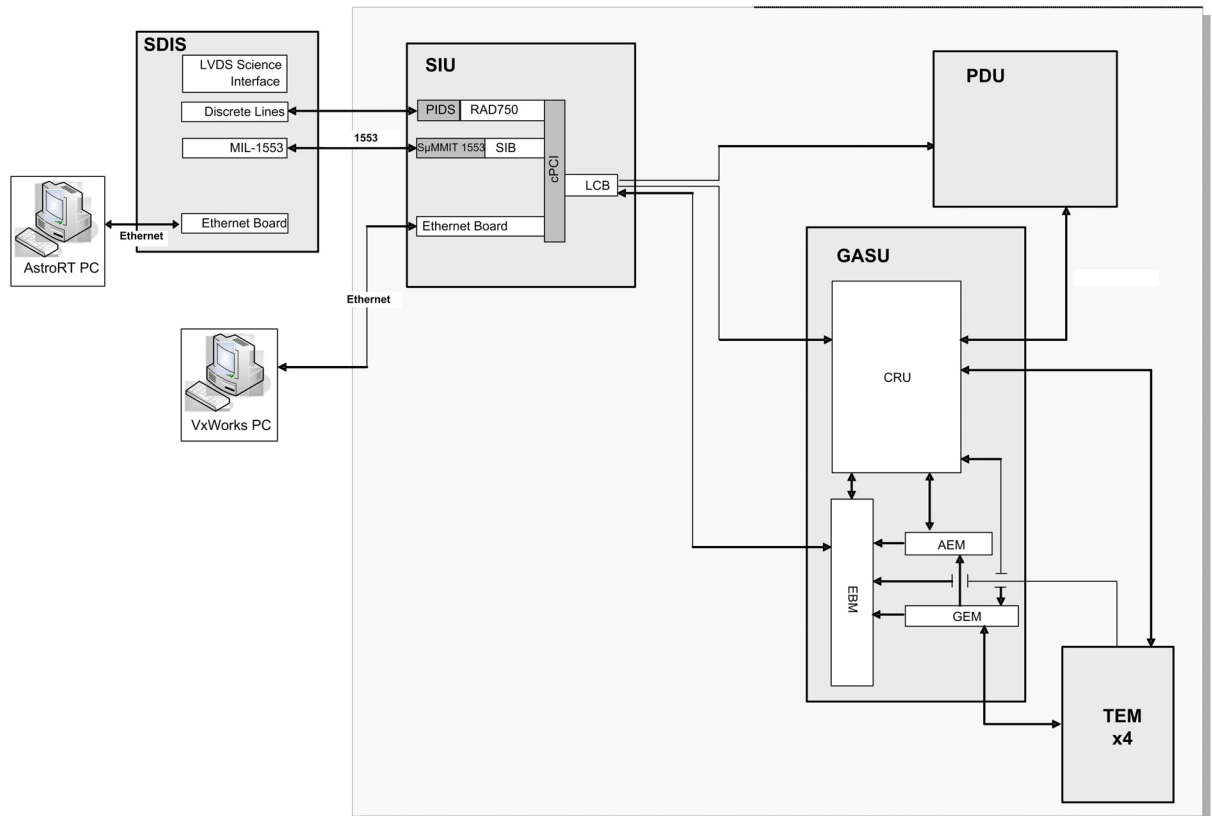 SDIS
LVDS Science
Interface
Discrete Lines
MIL-1553
Ethernet Board
AstroRT PC
Ethernet
1553
SIU
PIDS
RAD750
SµMMIT 1553
SIB
cPCI
LCB
Ethernet Board
Ethernet
VxWorks PC
PDU
GASU
CRU
AEM
EBM
GEM
TEM
x4